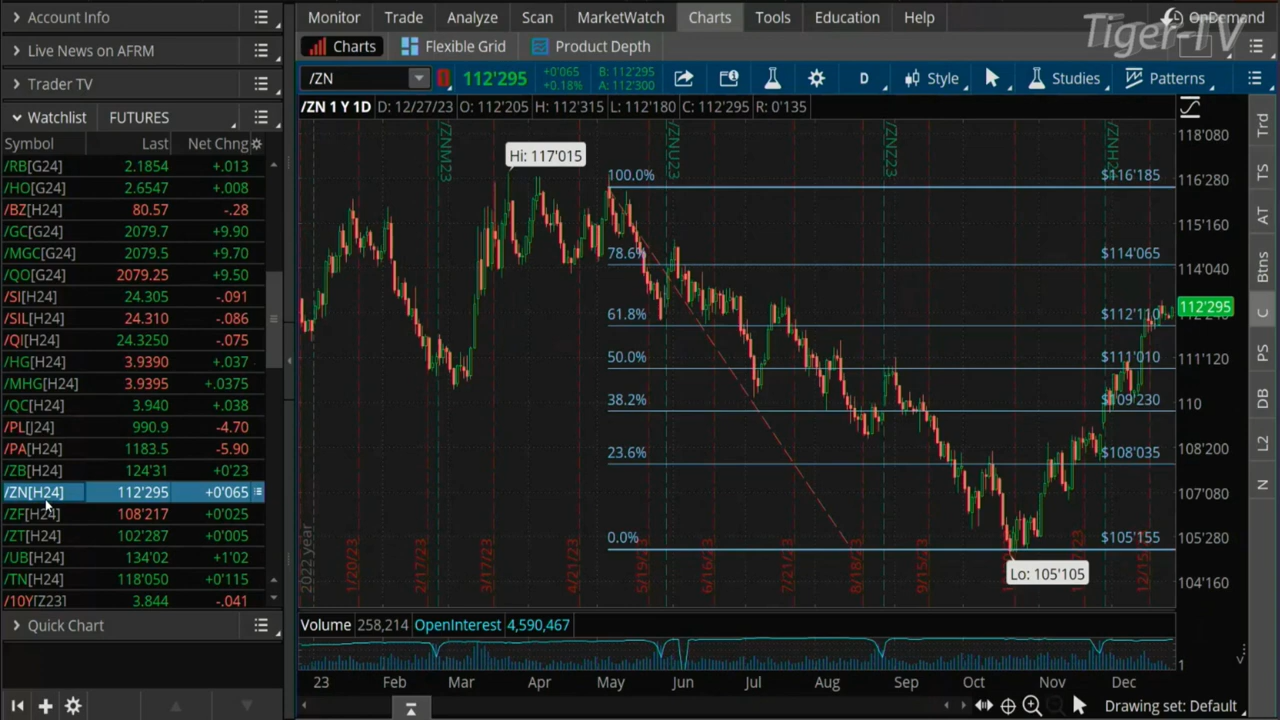 Account Info
Live News on AFRM
Trader TV
Watchlist FUTURES
Symbol Last Net Chng
/RB[G24] 2.1854 +.013
/HO[G24] 2.6547 +.008
/BZ[H24] 80.57 -.28
/GC[G24] 2079.7 +9.90
/MGC[G24] 2079.5 +9.70
/QO[G24] 2079.25 +9.50
/SI[H24] 24.305 -.091
/SIL[H24] 24.310 -.086
/QI[H24] 24.3250 -.075
/HG[H24] 3.9390 +.037
/MHG[H24] 3.9395 +.0375
/QC[H24] 3.940 +.038
/PL[J24] 990.9 -4.70
/PA[H24] 1183.5 -5.90
/ZB[H24] 124'31 +0'23
/ZN[H24] 112'295 +0'065
/ZF[H24] 108'217 +0'025
/ZT[H24] 102'287 +0'005
/UB[H24] 134'02 +1'02
/TN[H24] 118'050 +0'115
/10Y[Z23] 3.844 -.041
Quick Chart
Monitor Trade Analyze Scan MarketWatch Charts Tools Education Help
OnDemand
Tiger-TV
Charts Flexible Grid Product Depth
/ZN 112'295 +0'065 +0.18% B: 112'295 A: 112'300 D Style Studies Patterns
/ZN 1 Y 1D D: 12/27/23 O: 112'205 H: 112'315 L: 112'180 C: 112'295 R: 0'135
/ZNM23 /ZNU23 /ZNZ23
Hi: 117'015
100.0% $116'185
78.6% $114'065
61.8% $112'110
50.0% $111'010
38.2% $109'230
23.6% $108'035
0.0% $105'155
Lo: 105'105
118'080
116'280
115'160
114'040
112'295
111'120
110
108'200
107'080
105'280
104'160
2022 year 1/20/23 2/17/23 3/17/23 4/21/23 5/19/23 6/16/23 7/21/23 8/18/23 9/15/23
Volume 258,214 OpenInterest 4,590,467
1
23 Feb Mar Apr May Jun Jul Aug Sep Oct Nov Dec
Drawing set: Default
Trd
TS
AT
Btns
C
PS
DB
L2
N